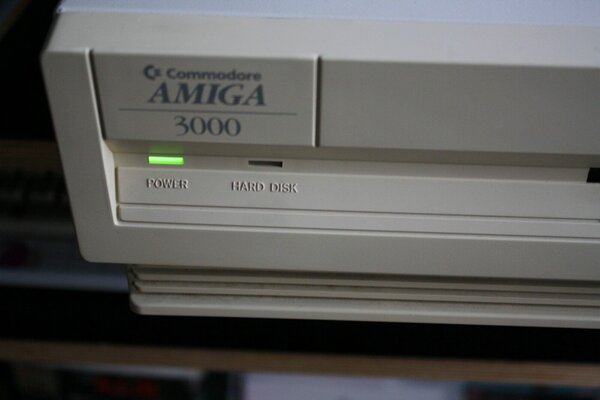 Commodore
AMIGA
3000
POWER HARD DISK